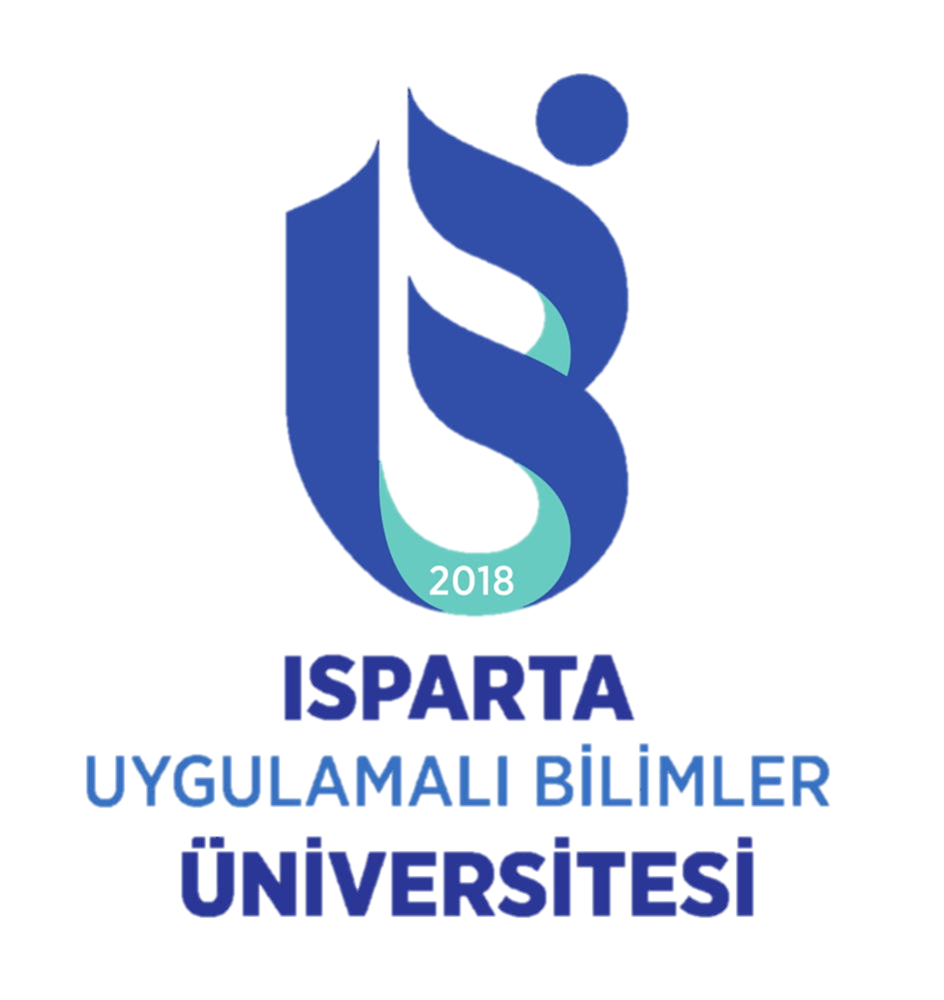 2018
ISPARTA
UYGULAMALI BİLİMLER
ÜNİVERSİTESİ